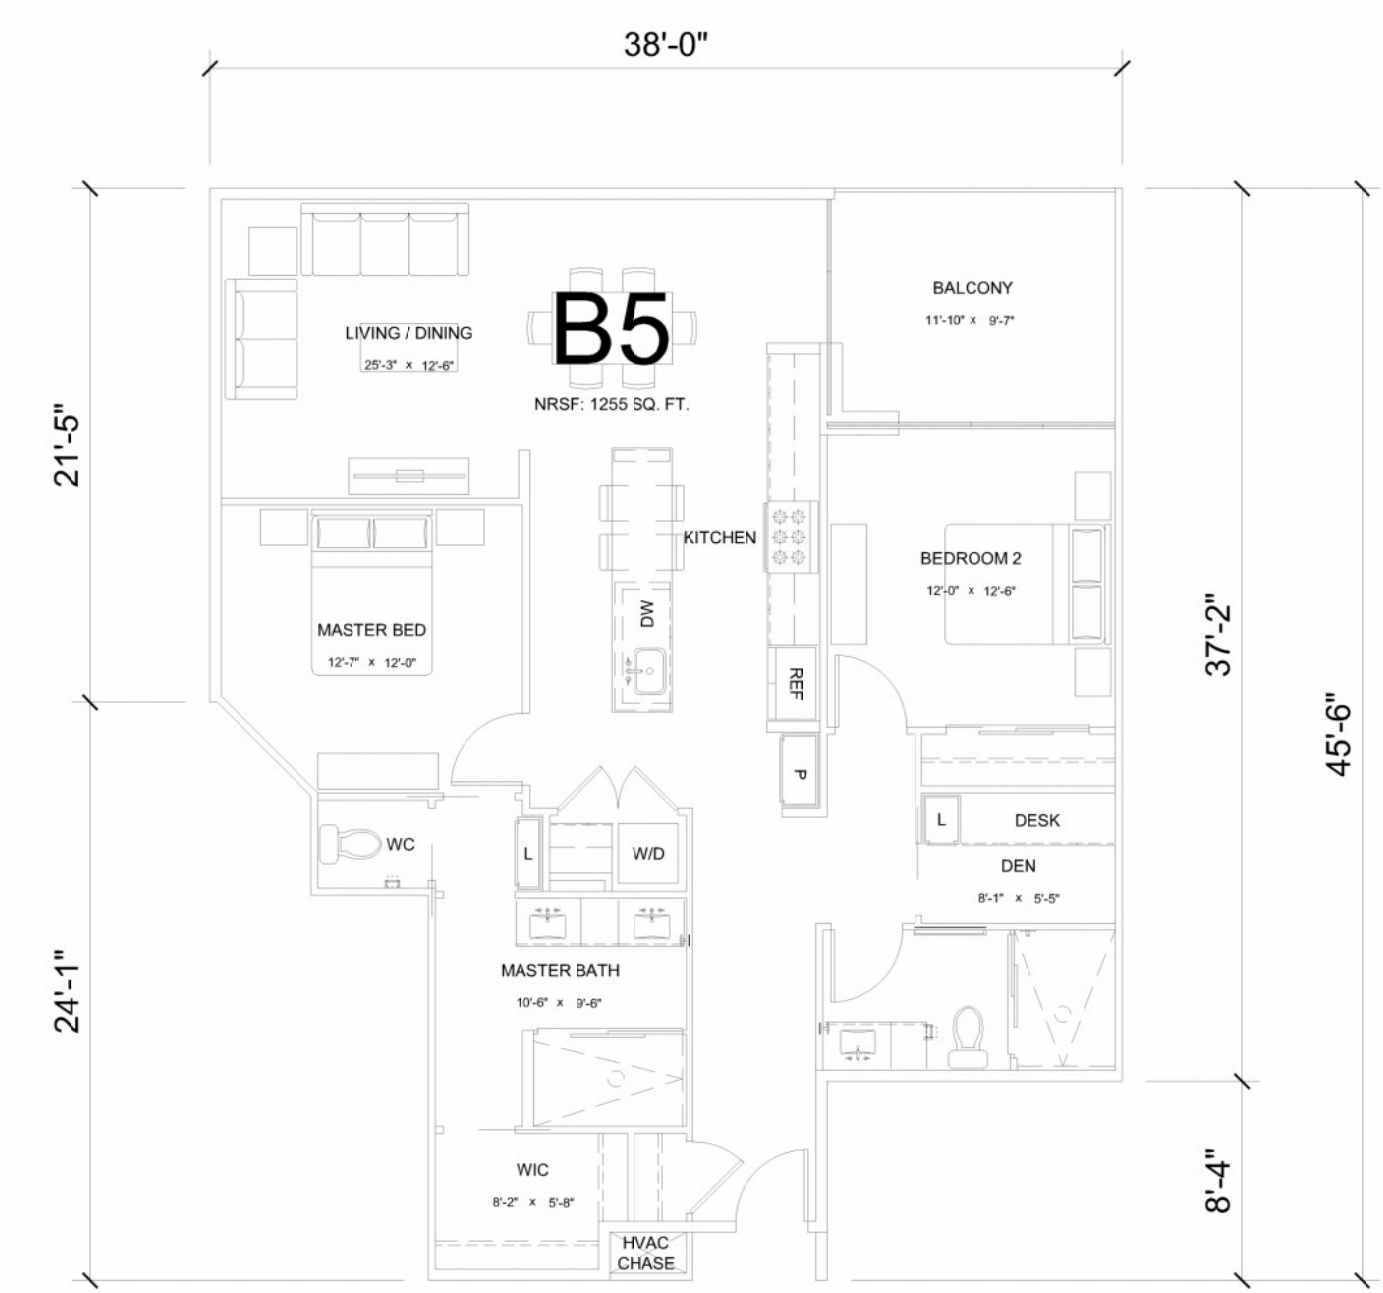 38'-0"
BALCONY
11'-10" x 9'-7"
B5
LIVING / DINING
25'-3" x 12'-6"
NRSF: 1255 SQ. FT.
21'-5"
KITCHEN
BEDROOM 2
12'-0" x 12'-6"
DW
MASTER BED
12'-7" x 12'-0"
REF
37'-2"
45'-6"
P
L
DESK
WC
L
W/D
DEN
8'-1" x 5'-5"
MASTER BATH
10'-6" x 9'-6"
24'-1"
WIC
8'-2" x 5'-8"
8'-4"
HVAC
CHASE